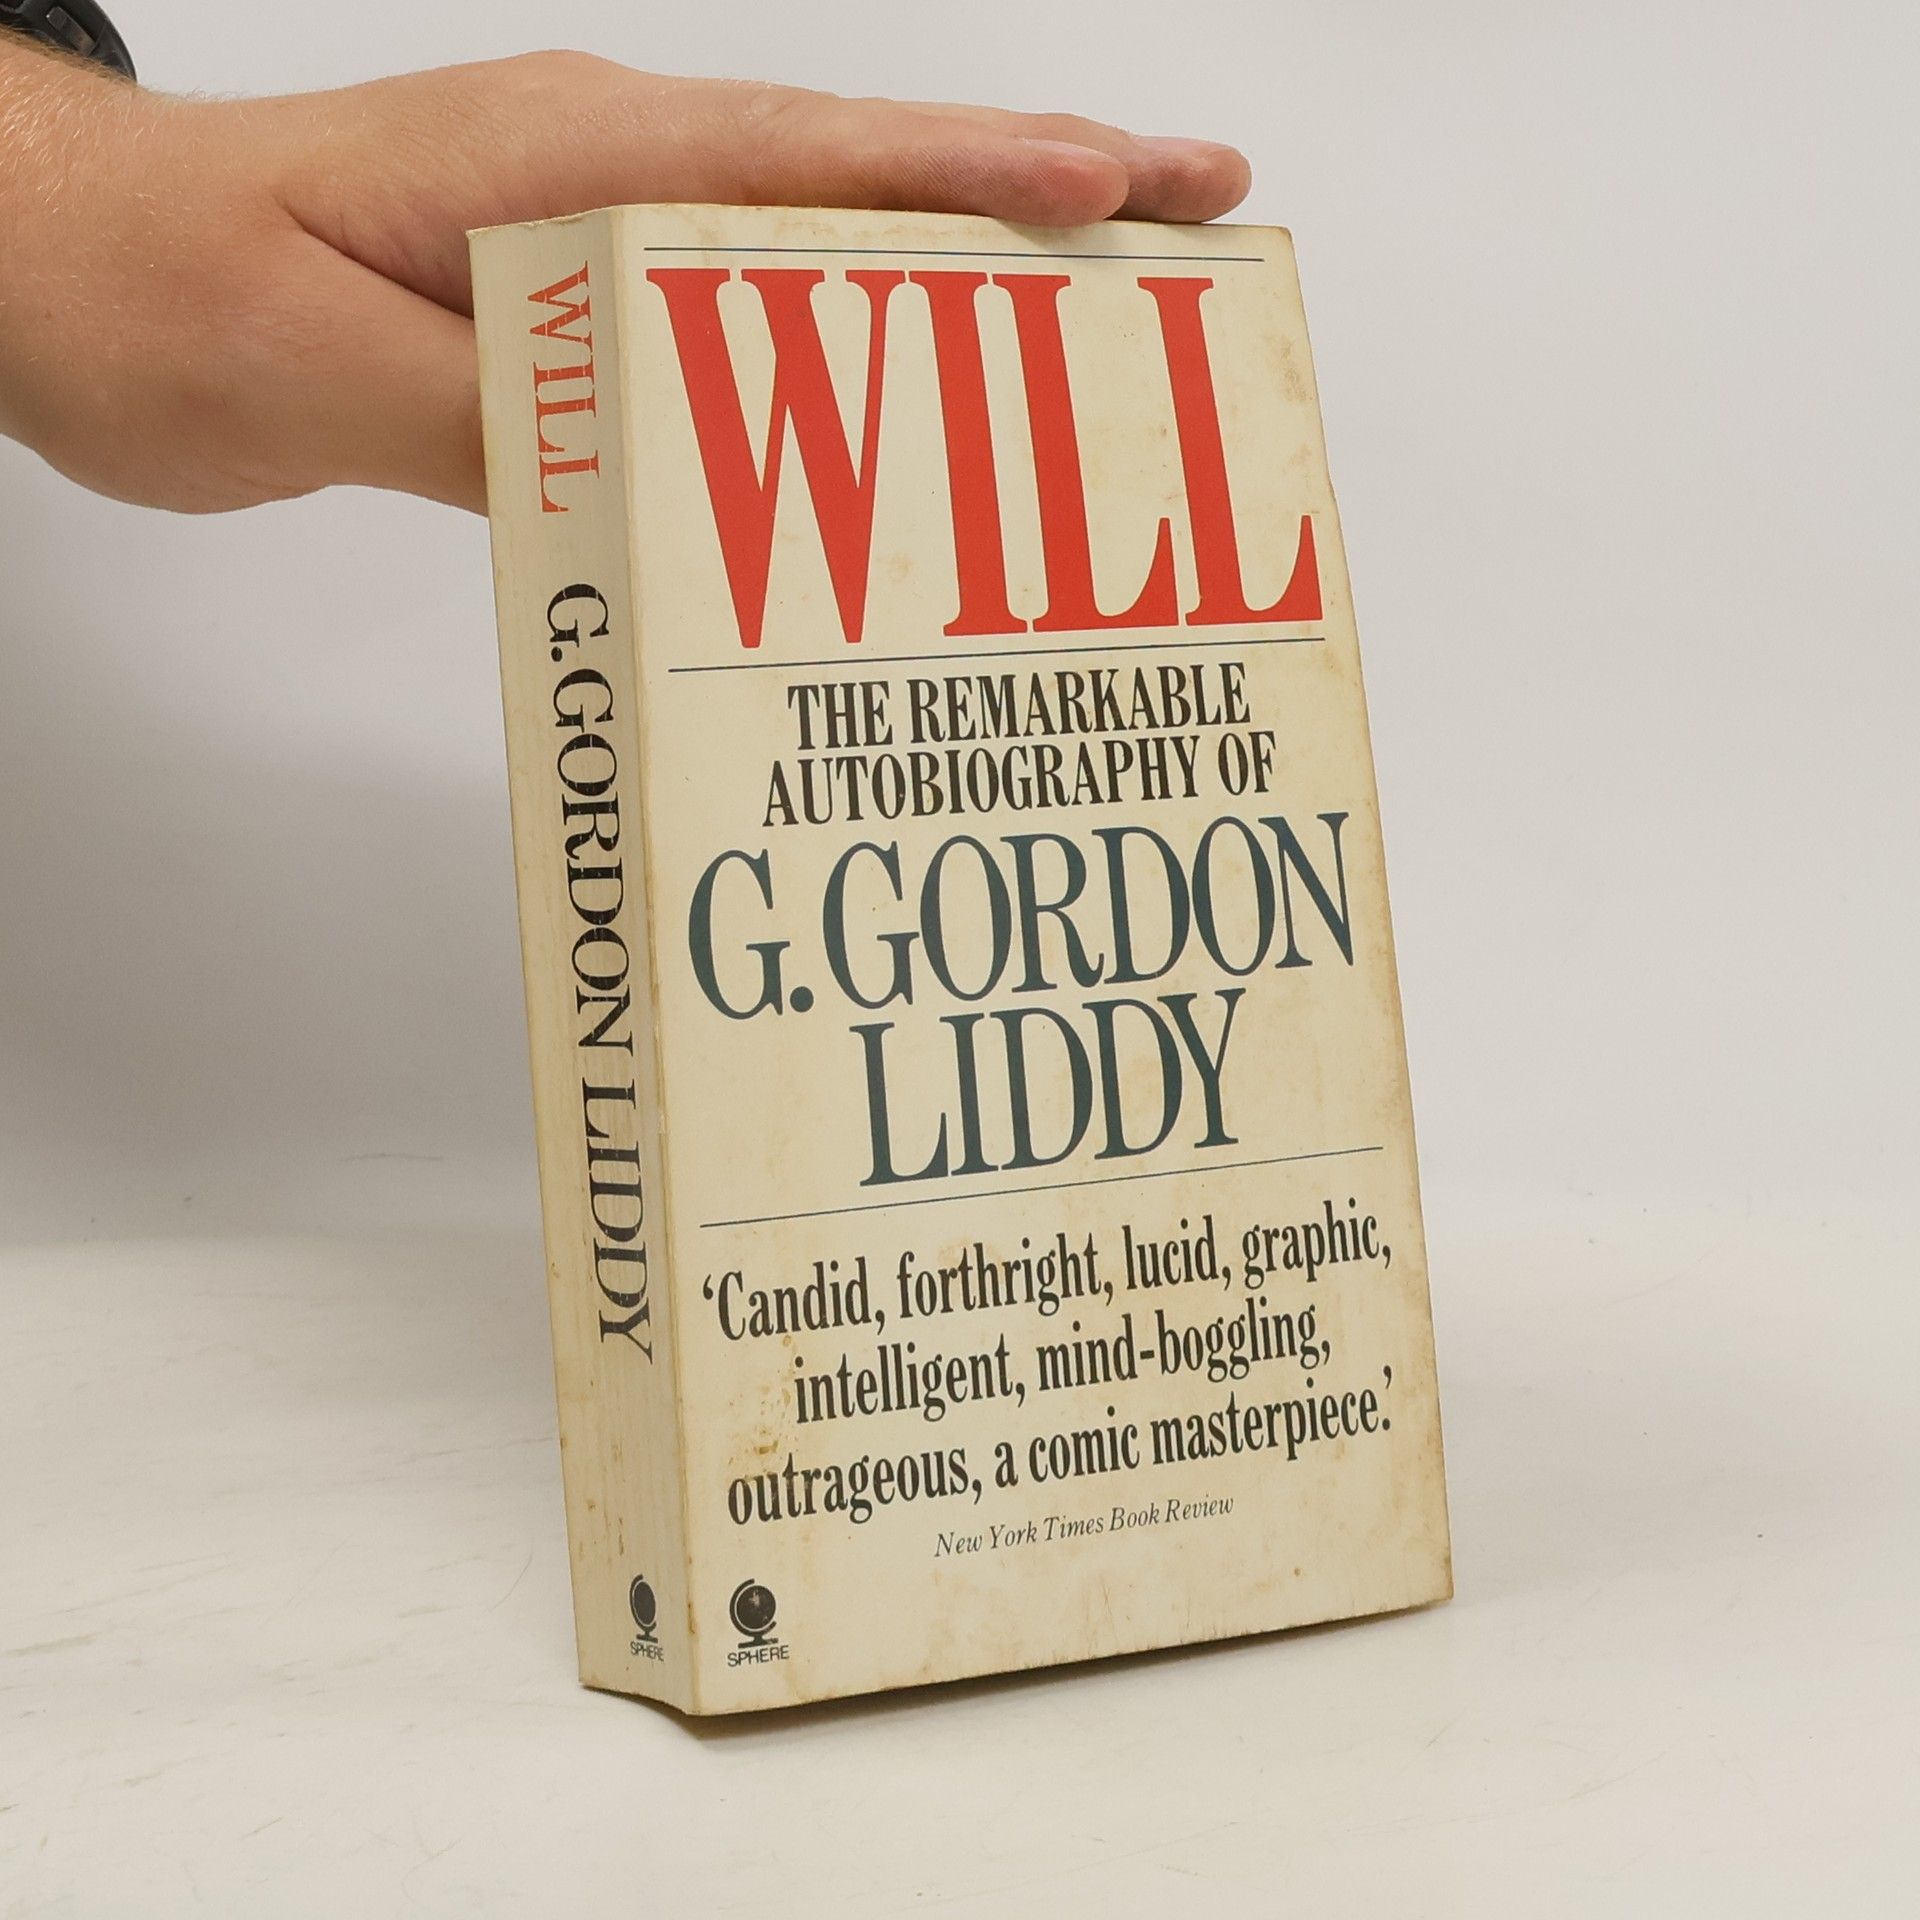 WILL
G. GORDON LIDDY
SPHERE
WILL
THE REMARKABLE
AUTOBIOGRAPHY OF
G. GORDON
LIDDY
‘Candid, forthright, lucid, graphic,
intelligent, mind-boggling,
outrageous, a comic masterpiece.’
New York Times Book Review
SPHERE